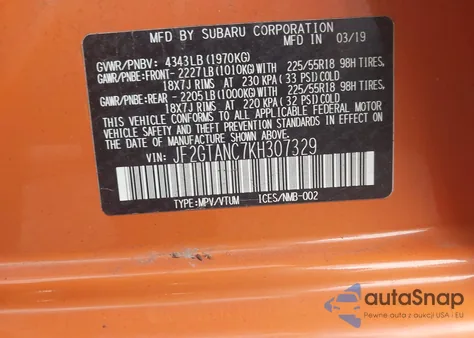 MFD. BY SUBARU CORPORATION
MFD IN 03/19
GVWR/PNBV: 4343LB (1970KG)
GAWR/PNBE: FRONT- 2227LB (1010KG) WITH 225/55R18 98H TIRES,
18X7J RIMS AT 230 KPA (33 PSI) COLD
GAWR/PNBE: REAR - 2205LB (1000KG) WITH 225/55R18 98H TIRES,
18X7J RIMS AT 220 KPA (32 PSI) COLD
THIS VEHICLE CONFORMS TO ALL APPLICABLE FEDERAL MOTOR
VEHICLE SAFETY, BUMPER, AND THEFT PREVENTION STANDARDS IN EFFECT ON
THE DATE OF MANUFACTURE SHOWN ABOVE.
VIN: JF2GTANC7KH307329
TYPE:MPV/VTUM ICES/NMB-002
autoSnap
Pewne auta z aukcji USA i EU